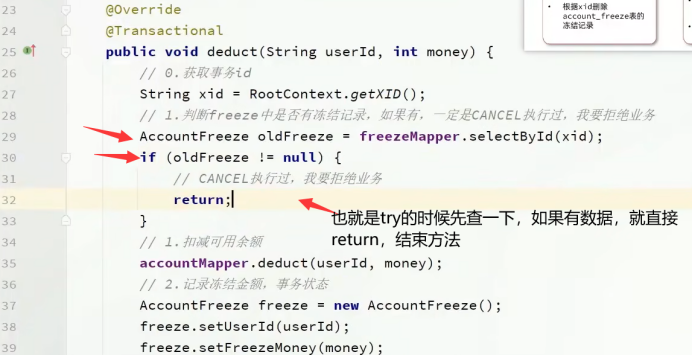 根据xid删除
account_freeze表的
冻结记录
23 @Override
24 @Transactional
25 public void deduct(String userId, int money) {
26 // 0.获取事务id
27 String xid = RootContext.getXID();
28 // 1.判断freeze中是否有冻结记录，如果有，一定是CANCEL执行过，我要拒绝业务
29 AccountFreeze oldFreeze = freezeMapper.selectById(xid);
30 if (oldFreeze != null) {
31 // CANCEL执行过，我要拒绝业务
32 return;
也就是try的时候先查一下，如果有数据，就直接
return，结束方法
33 }
34 // 1.扣减可用余额
35 accountMapper.deduct(userId, money);
36 // 2.记录冻结金额，事务状态
37 AccountFreeze freeze = new AccountFreeze();
38 freeze.setUserId(userId);
39 freeze.setFreezeMoney(money);